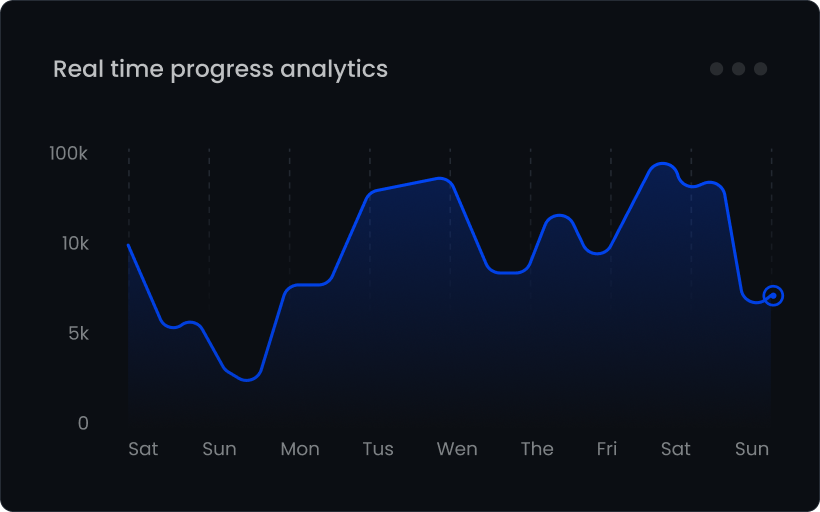 Real time progress analytics
100k
10k
5k
0
Sat Sun Mon Tus Wen The Fri Sat Sun